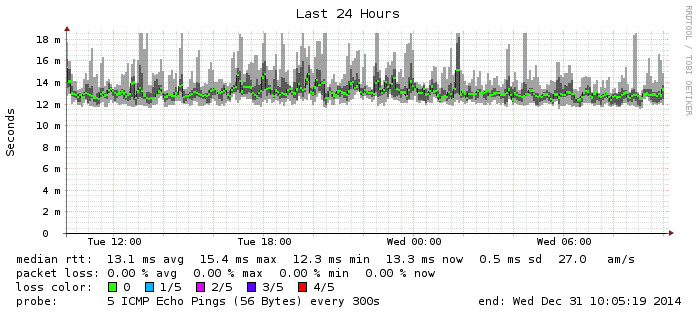 Last 24 Hours
RRDTOOL / TOBI OETIKER
Seconds
18 m
16 m
14 m
12 m
10 m
8 m
6 m
4 m
2 m
0
Tue 12:00 Tue 18:00 Wed 00:00 Wed 06:00
median rtt: 13.1 ms avg 15.4 ms max 12.3 ms min 13.3 ms now 0.5 ms sd 27.0 am/s
packet loss: 0.00 % avg 0.00 % max 0.00 % min 0.00 % now
loss color: 0 1/5 2/5 3/5 4/5
probe: 5 ICMP Echo Pings (56 Bytes) every 300s end: Wed Dec 31 10:05:19 2014